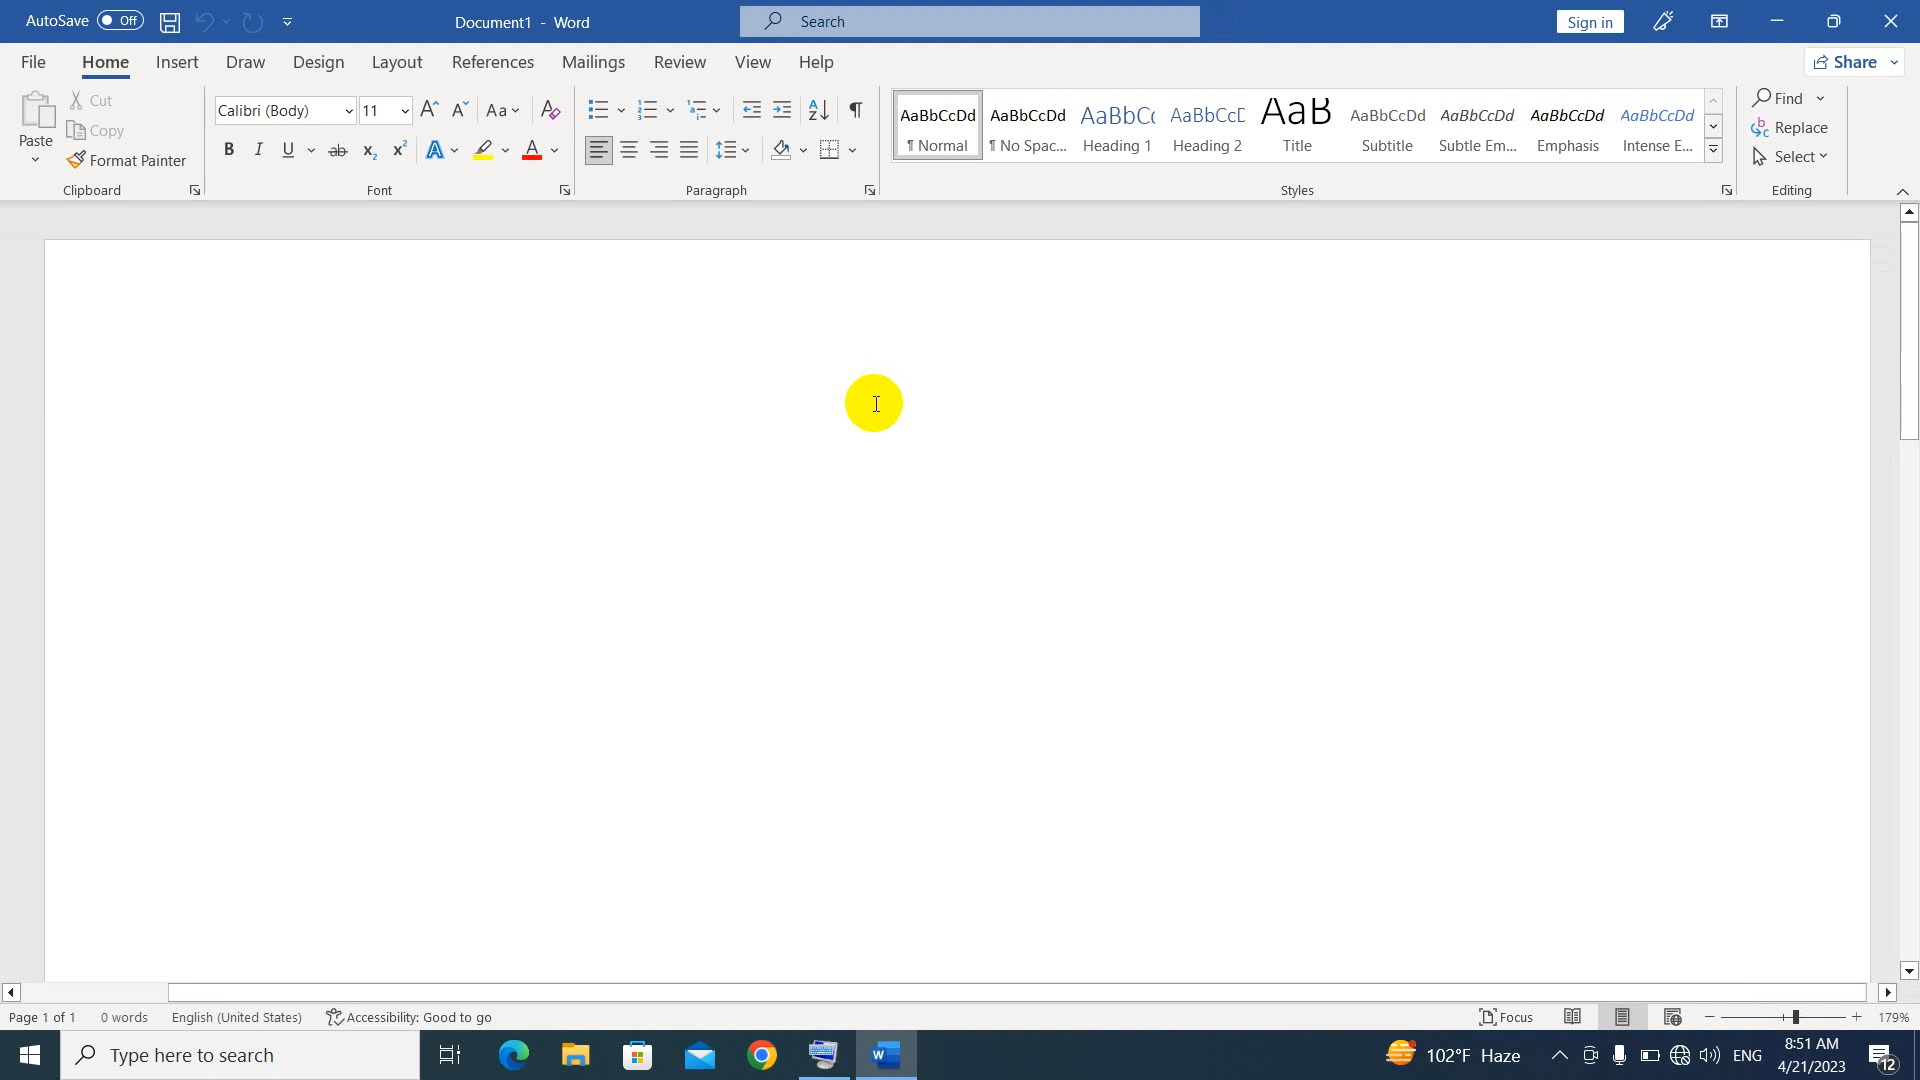 AutoSave Off Document1 - Word Search Sign in
File Home Insert Draw Design Layout References Mailings Review View Help Share
Paste Cut Copy Format Painter Clipboard
Calibri (Body) 11 A A Aa A
B I U ab x₂ x² A A
Font
A Z ¶
Paragraph
AaBbCcDd AaBbCcDd AaBbC AaBbCcD AaB AaBbCcDd AaBbCcDd AaBbCcDd AaBbCcDd
¶ Normal ¶ No Spac... Heading 1 Heading 2 Title Subtitle Subtle Em... Emphasis Intense E...
Styles
Find
Replace
Select
Editing
Page 1 of 1 0 words English (United States) Accessibility: Good to go Focus 179%
Type here to search 102°F Haze ENG 8:51 AM
4/21/2023
12